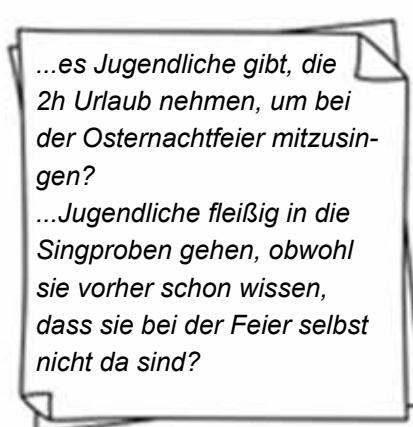 ...es Jugendliche gibt, die
2h Urlaub nehmen, um bei
der Osternachtfeier mitzusin-
gen?
...Jugendliche fleißig in die
Singproben gehen, obwohl
sie vorher schon wissen,
dass sie bei der Feier selbst
nicht da sind?